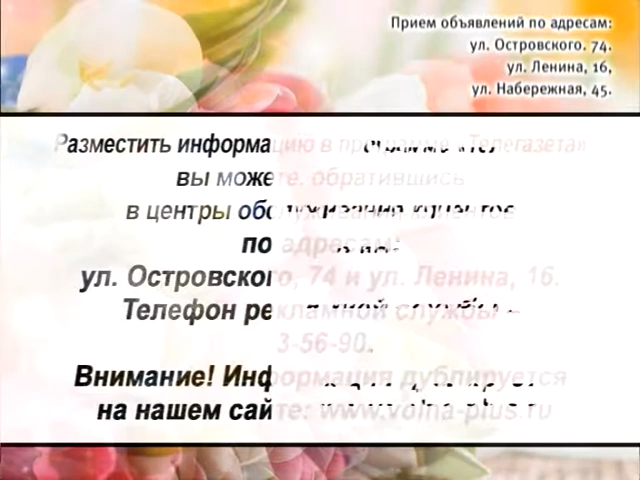 Прием объявлений по адресам:
ул. Островского. 74.
ул. Ленина, 16,
ул. Набережная, 45.
Разместить информацию в программе «Телегазета»
вы можете, обратившись
в центры обслуживания клиентов
по адресам:
ул. Островского, 74 и ул. Ленина, 16.
Телефон рекламной службы –
3-56-90.
Внимание! Информация дублируется
на нашем сайте: www.volna-plus.ru